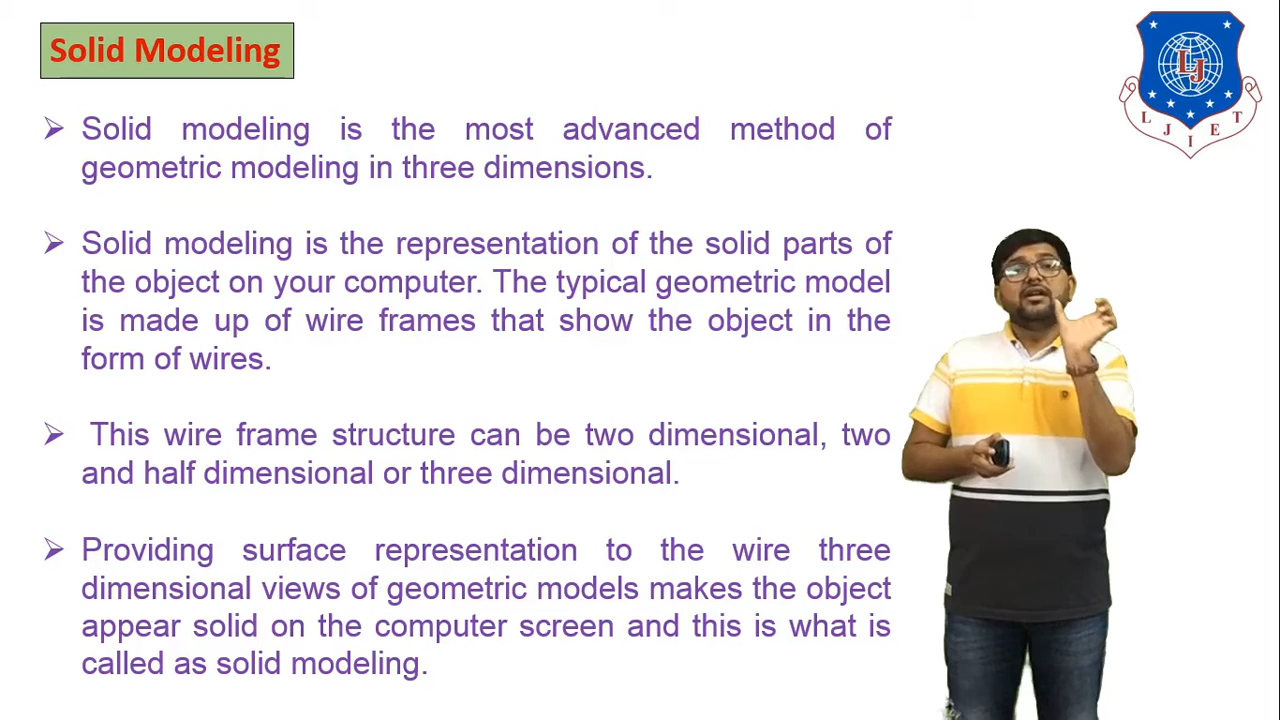 Solid Modeling
➢ Solid modeling is the most advanced method of
geometric modeling in three dimensions.
➢ Solid modeling is the representation of the solid parts of
the object on your computer. The typical geometric model
is made up of wire frames that show the object in the
form of wires.
➢ This wire frame structure can be two dimensional, two
and half dimensional or three dimensional.
➢ Providing surface representation to the wire three
dimensional views of geometric models makes the object
appear solid on the computer screen and this is what is
called as solid modeling.
LJ
LJIET